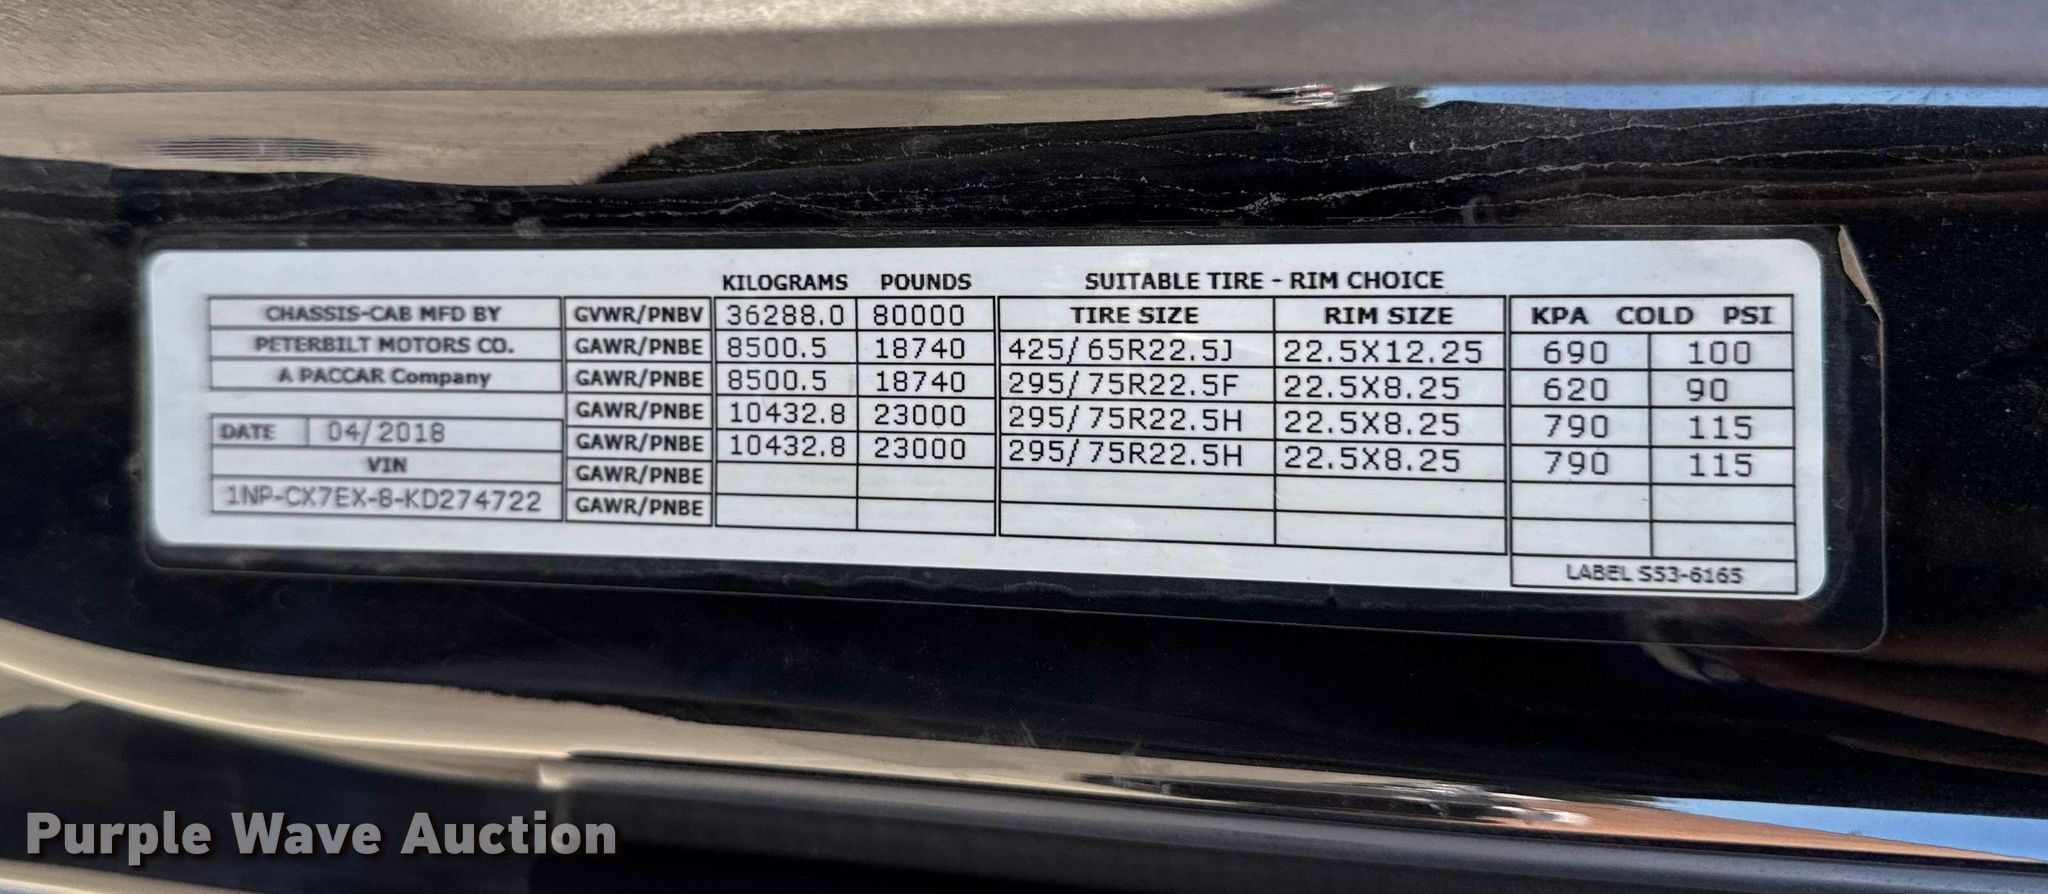 KILOGRAMS POUNDS SUITABLE TIRE - RIM CHOICE
CHASSIS-CAB MFD BY GVWR/PNBV 36288.0 80000 TIRE SIZE RIM SIZE KPA COLD PSI
PETERBILT MOTORS CO. GAWR/PNBE 8500.5 18740 425/65R22.5J 22.5X12.25 690 100
A PACCAR Company GAWR/PNBE 8500.5 18740 295/75R22.5F 22.5X8.25 620 90
GAWR/PNBE 10432.8 23000 295/75R22.5H 22.5X8.25 790 115
DATE 04/2018 GAWR/PNBE 10432.8 23000 295/75R22.5H 22.5X8.25 790 115
VIN GAWR/PNBE
1NP-CX7EX-8-KD274722 GAWR/PNBE
LABEL S53-6165
Purple Wave Auction